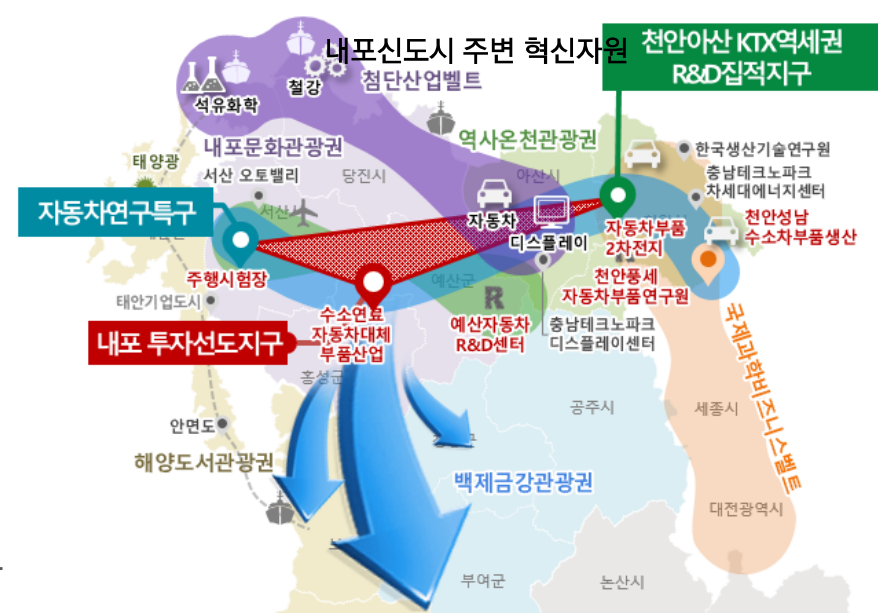 내포신도시 주변 혁신자원
천안아산 KTX역세권
R&D집적지구
석유화학
철강
첨단산업벨트
내포문화관광권
역사온천관광권
한국생산기술연구원
태양광
서산 오토밸리
당진시
아산시
충남테크노파크
차세대에너지센터
자동차연구특구
서산시
자동차
디스플레이
자동차부품
2차전지
천안성남
수소차부품생산
주행시험장
예산군
천안풍세
자동차부품연구원
태안기업도시
수소연료
자동차대체
부품산업
예산자동차
R&D센터
충남테크노파크
디스플레이센터
내포 투자선도지구
홍성군
국제과학비즈니스벨트
공주시
세종시
안면도
해양도서관광권
백제금강관광권
대전광역시
부여군
논산시